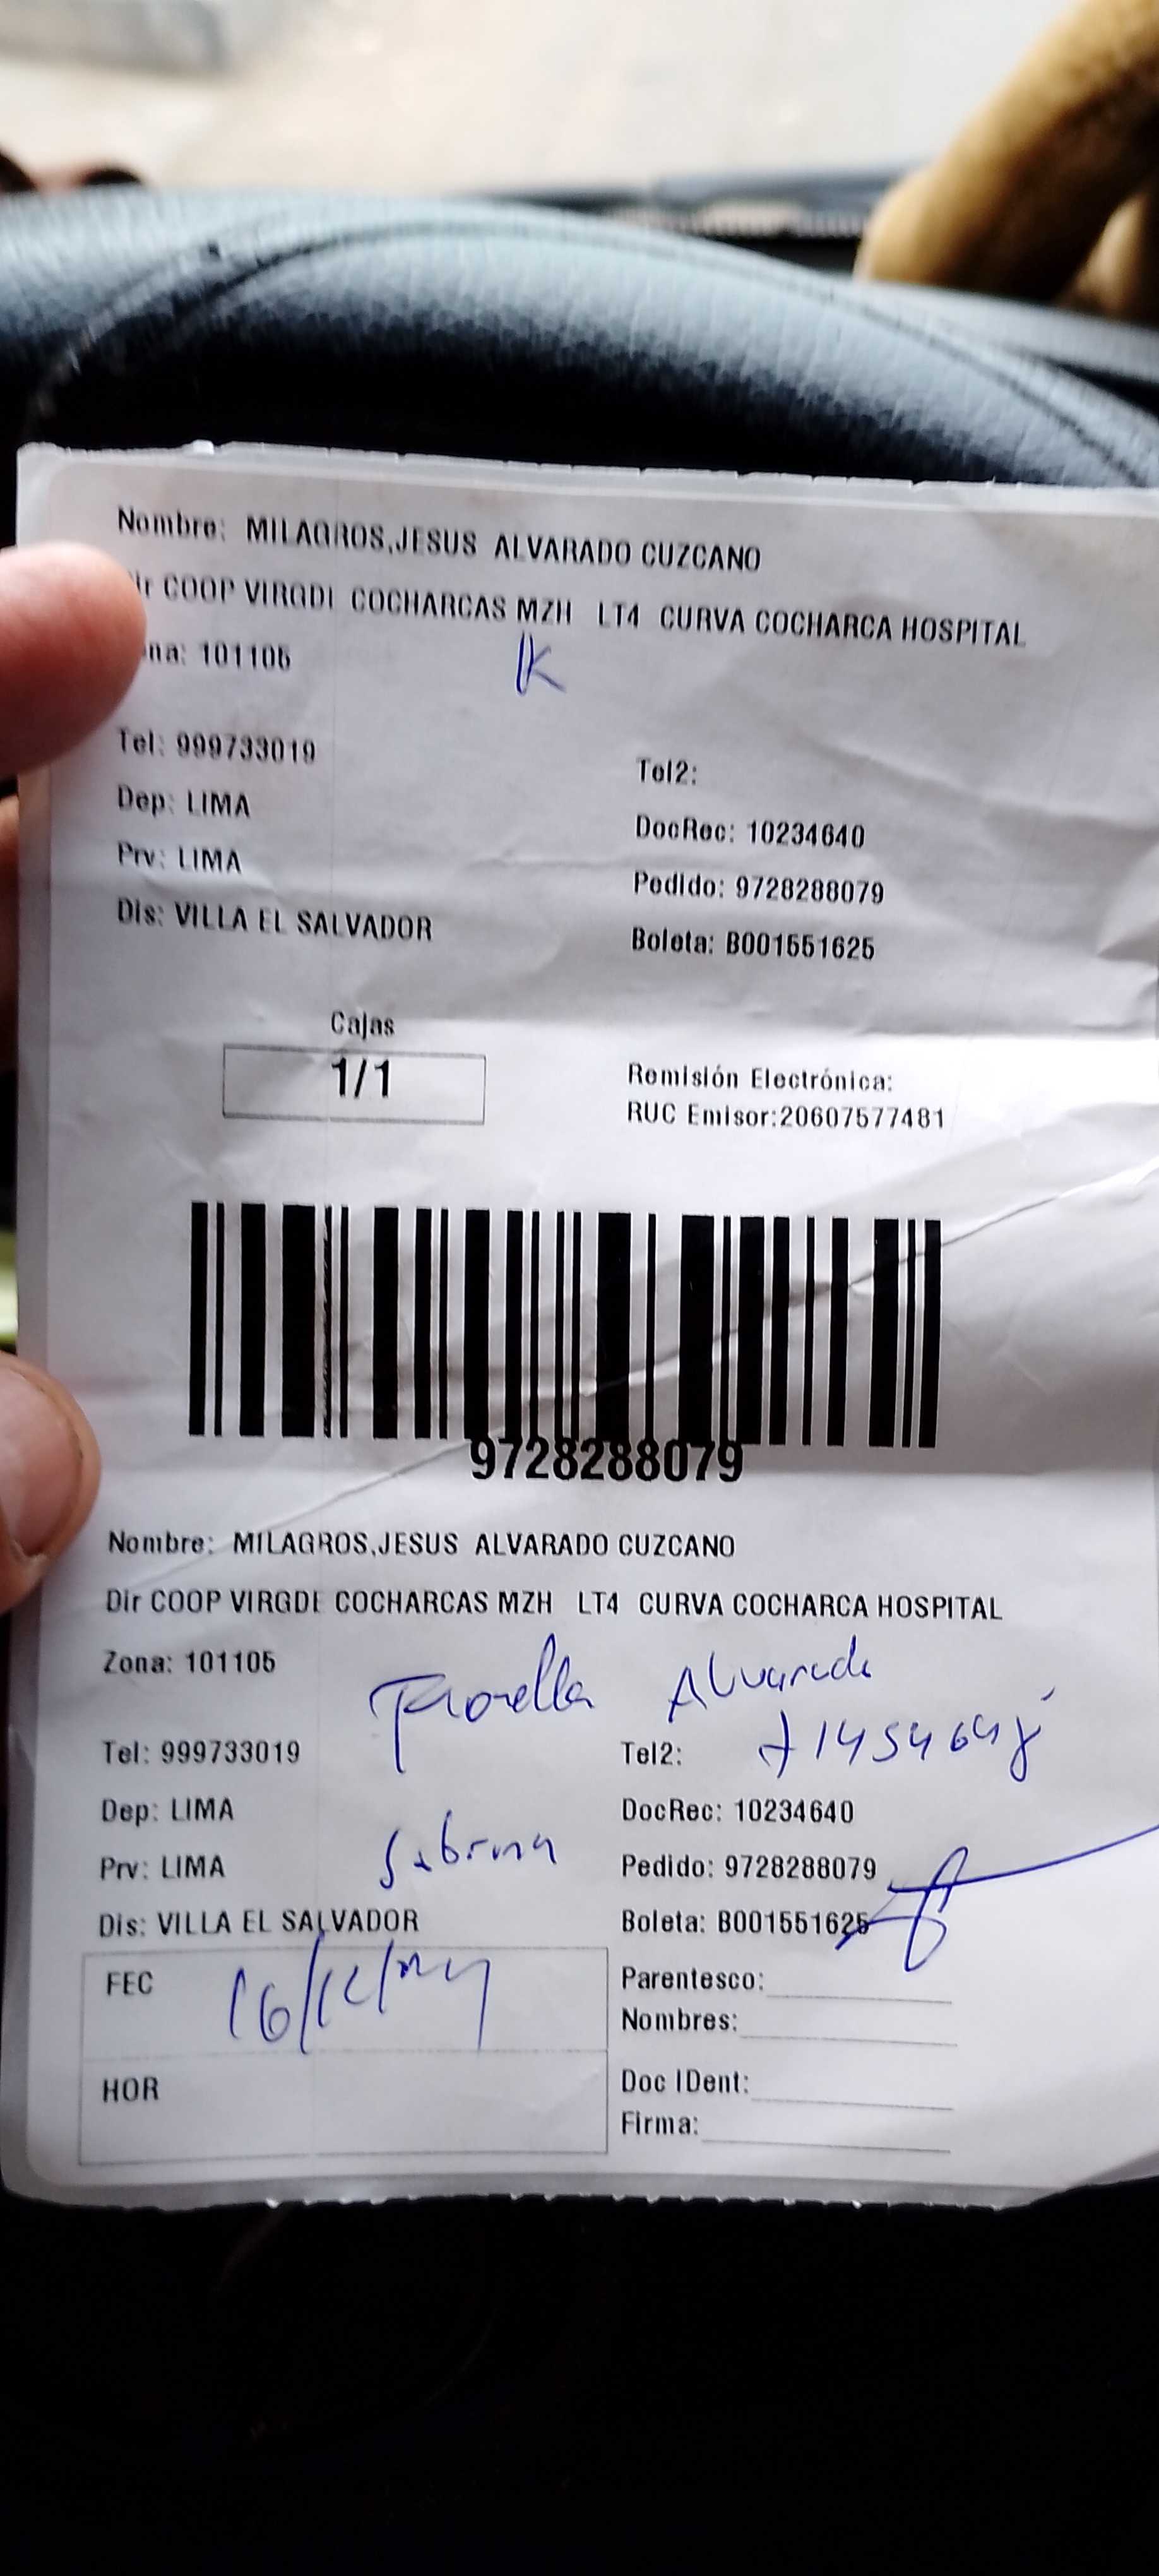 Nombre: MILAGROS,JESUS ALVARADO CUZCANO
Dir COOP VIRGDE COCHARCAS MZH LT4 CURVA COCHARCA HOSPITAL
na: 101105
K
Tel: 999733019
Tel2:
Dep: LIMA
DocRec: 10234640
Prv: LIMA
Pedido: 9728288079
Dis: VILLA EL SALVADOR
Boleta: B001551625
Cajas
1/1
Remisión Electrónica:
RUC Emisor:20607577481
9728288079
Nombre: MILAGROS,JESUS ALVARADO CUZCANO
Dir COOP VIRGDE COCHARCAS MZH LT4 CURVA COCHARCA HOSPITAL
Zona: 101105
Fiorella Alvarado
Tel: 999733019
Tel2:
Dep: LIMA
DocRec: 10234640
Sabrina
Prv: LIMA
Pedido: 9728288079
Dis: VILLA EL SALVADOR
Boleta: B001551625
FEC
Parentesco:
Nombres:
HOR
Doc IDent:
Firma: